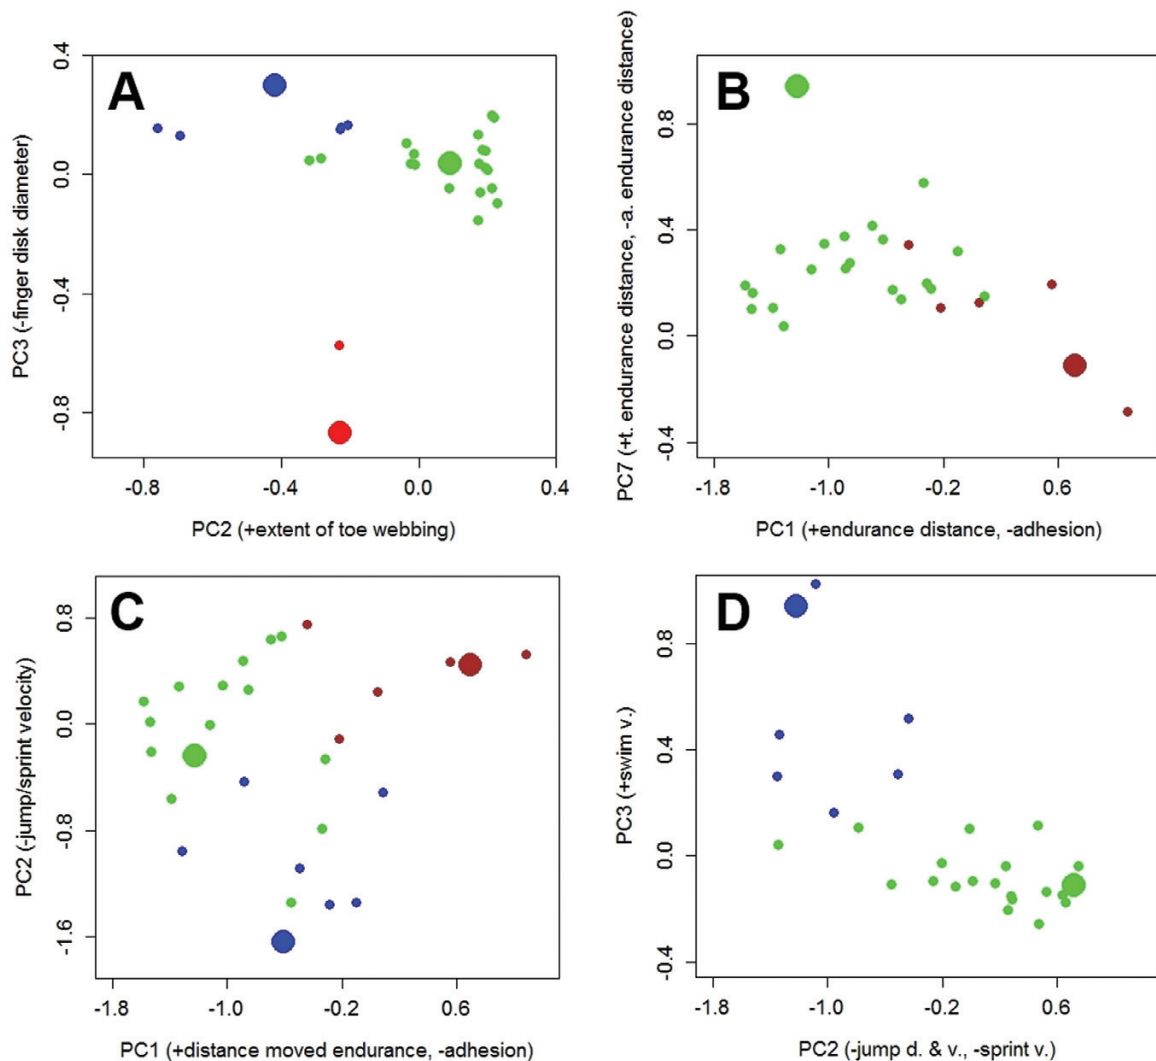 A
0.4
0.0
-0.4
-0.8
PC3 (-finger disk diameter)
-0.8
-0.4
0.0
0.4
PC2 (+extent of toe webbing)
B
0.8
0.4
0.0
-0.4
PC7 (+t. endurance distance, -a. endurance distance)
-1.8
-1.0
-0.2
0.6
PC1 (+endurance distance, -adhesion)
C
0.8
0.0
-0.8
-1.6
PC2 (-jump/sprint velocity)
-1.8
-1.0
-0.2
0.6
PC1 (+distance moved endurance, -adhesion)
D
0.8
0.4
0.0
-0.4
PC3 (+swim v.)
-1.8
-1.0
-0.2
0.6
PC2 (-jump d. & v., -sprint v.)